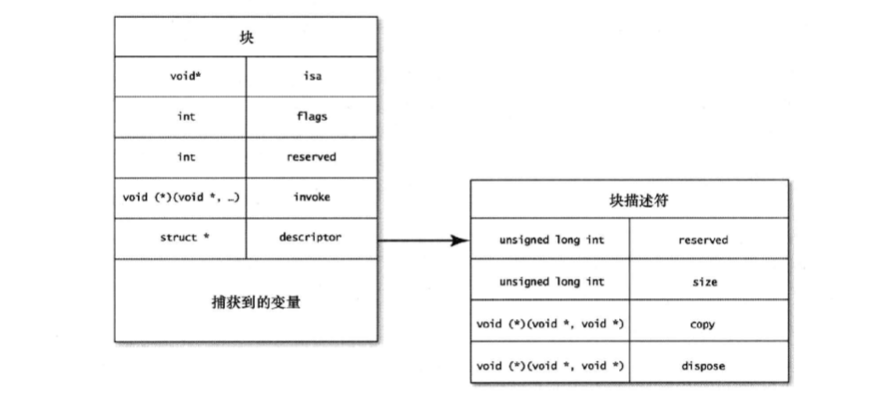 块
void* isa
int flags
int reserved
void (*)(void *, …) invoke
struct * descriptor
捕获到的变量
块描述符
unsigned long int reserved
unsigned long int size
void (*)(void *, void *) copy
void (*)(void *, void *) dispose